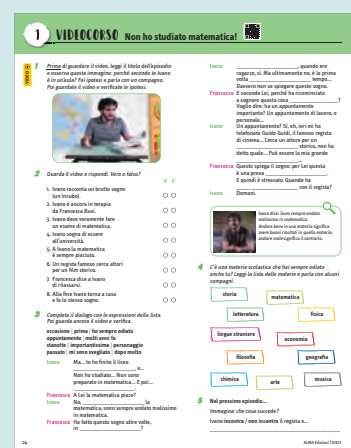 1 VIDEOCORSO Non ho studiato matematica!
VIDEO
1 Prima di guardare il video, leggi il titolo dell'episodio
e osserva questa immagine: perché secondo te Ivano
è in un'aula? Fai ipotesi e parla con un compagno.
Poi guardate il video e verificate le ipotesi.
2 Guarda il video e rispondi. Vero o falso?
V F
1. Ivano racconta un brutto sogno
(un incubo).
2. Ivano è ancora in terapia
da Francesca Busi.
3. Ivano deve veramente fare
un esame di matematica.
4. Ivano sogna di essere
all'università.
5. A Ivano la matematica
è sempre piaciuta.
6. Un regista famoso cerca attori
per un film storico.
7. Francesca dice a Ivano
di rilassarsi.
8. Alla fine Ivano torna a casa
e fa lo stesso sogno.
3 Completa il dialogo con le espressioni della lista.
Poi guarda ancora il video e verifica.
occasione | prima | ho sempre odiato
appuntamento | molti anni fa
stanotte | importantissima | personaggio
passato | mi sono svegliato | dopo molto
Ivano Ma... Io ho finito il liceo
____________, e...
Non ho studiato... Non sono
preparato in matematica... E poi...
____________.
Francesca A Lei la matematica piace?
Ivano No, ____________ la
matematica, sono sempre andato malissimo
in matematica.
Francesca Ha fatto questo sogno altre volte,
in ____________?
Ivano ____________, quando ero
ragazzo, sì. Ma ultimamente no, è la prima
volta ____________ tempo...
Davvero non so spiegare questo sogno.
Francesca E secondo Lei, perché ha ricominciato
a sognare questa cosa ____________?
Voglio dire: ha un appuntamento
importante? Un appuntamento di lavoro, o
personale...
Ivano Un appuntamento? Sì, eh, ieri mi ha
telefonato Guido Guidi, il famoso regista
di cinema... Cerca un attore per un
____________ storico, non ha
detto quale... Può essere la mia grande
____________.
Francesca Questo spiega il sogno: per Lei questa
è una prova ____________.
E quindi è stressato. Quando ha
____________ con il regista?
Ivano Domani.
Ivano dice: Sono sempre andato
malissimo in matematica.
Andare bene in una materia significa
avere buoni risultati in quella materia;
andare male significa il contrario.
4 C'è una materia scolastica che hai sempre odiato
anche tu? Leggi la lista delle materie e parla con alcuni
compagni.
storia
matematica
letteratura
fisica
lingue straniere
economia
filosofia
geografia
chimica
arte
musica
5 Nel prossimo episodio...
Immagina: che cosa succede?
Ivano incontra / non incontra il regista e...
24
ALMA Edizioni | DIECI